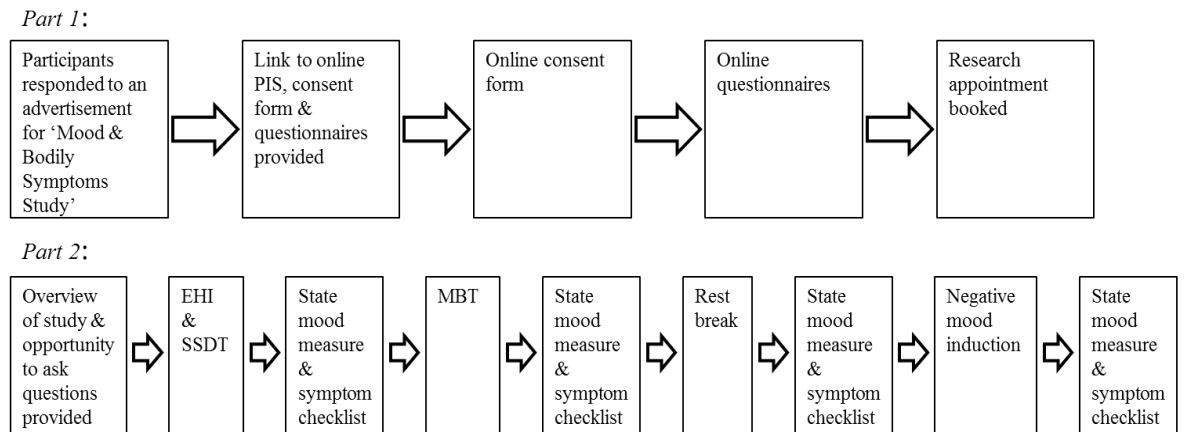 Part 1:
Participants
responded to an
advertisement
for ‘Mood &
Bodily
Symptoms
Study’
Link to online
PIS, consent
form &
questionnaires
provided
Online consent
form
Online
questionnaires
Research
appointment
booked
Part 2:
Overview
of study &
opportunity
to ask
questions
provided
EHI
&
SSDT
State
mood
measure
&
symptom
checklist
MBT
State
mood
measure
&
symptom
checklist
Rest
break
State
mood
measure
&
symptom
checklist
Negative
mood
induction
State
mood
measure
&
symptom
checklist